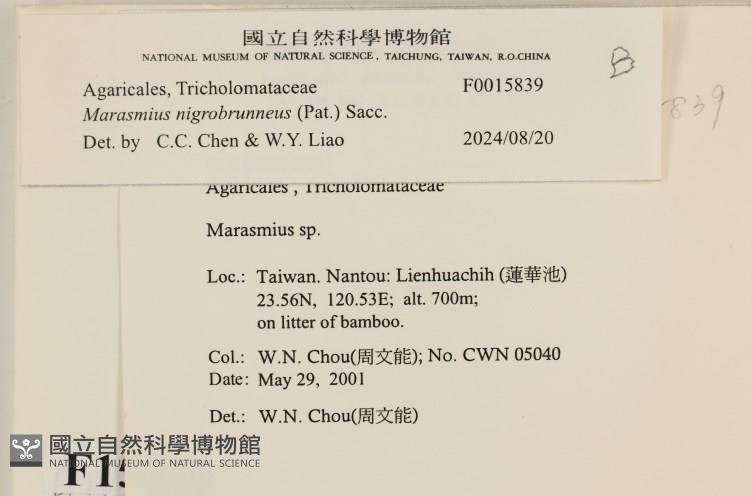 國立自然科學博物館
NATIONAL MUSEUM OF NATURAL SCIENCE, TAICHUNG, TAIWAN, R.O.CHINA
B
Agaricales, Tricholomataceae F0015839
Marasmius nigrobrunneus (Pat.) Sacc.
Det. by C.C. Chen & W.Y. Liao 2024/08/20
839
Agaricales , Tricholomataceae
Marasmius sp.
Loc.: Taiwan. Nantou: Lienhuachih (蓮華池)
23.56N, 120.53E; alt. 700m;
on litter of bamboo.
Col.: W.N. Chou(周文能); No. CWN 05040
Date: May 29, 2001
Det.: W.N. Chou(周文能)
國立自然科學博物館
NATIONAL MUSEUM OF NATURAL SCIENCE
F15